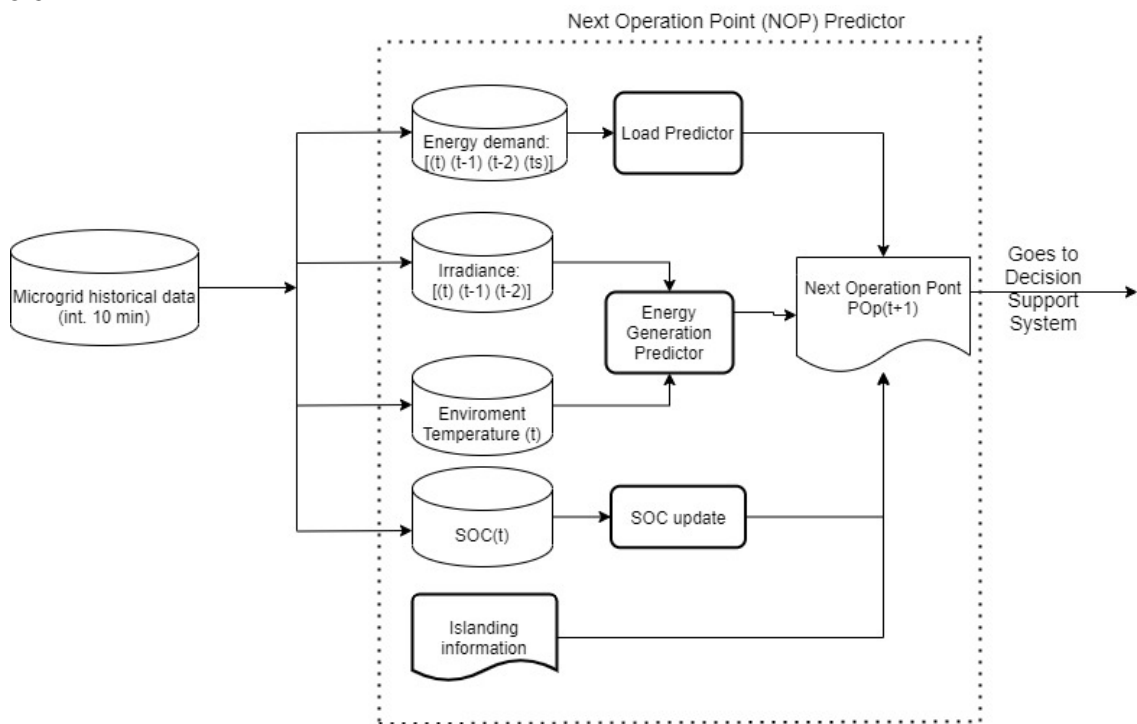 Next Operation Point (NOP) Predictor
Energy demand:
[(t) (t-1) (t-2) (ts)]
Load Predictor
Irradiance:
[(t) (t-1) (t-2)]
Microgrid historical data
(int. 10 min)
Energy
Generation
Predictor
Next Operation Pont
POp(t+1)
Goes to
Decision
Support
System
Enviroment
Temperature (t)
SOC(t)
SOC update
Islanding
information